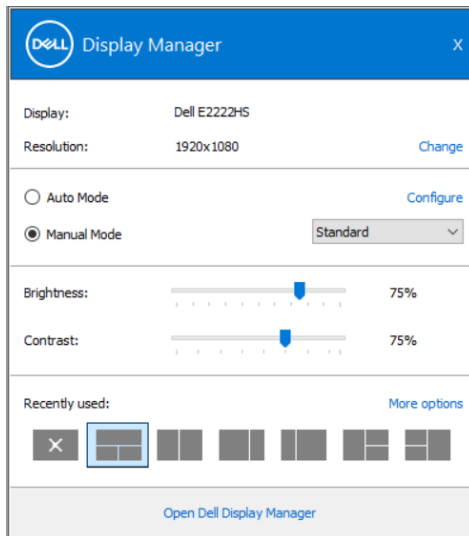 DELL Display Manager X
Display: Dell E2222HS
Resolution: 1920x1080 Change
Auto Mode Configure
Manual Mode Standard
Brightness: 75%
Contrast: 75%
Recently used: More options
Open Dell Display Manager